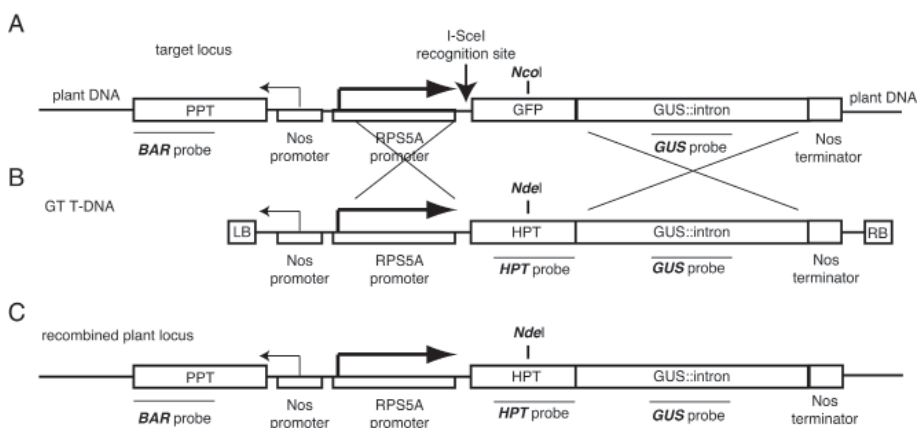 A
target locus
I-SceI
recognition site
NcoI
plant DNA
PPT
GFP
GUS::intron
plant DNA
BAR probe
Nos
promoter
RPS5A
promoter
GUS probe
Nos
terminator
B
GT T-DNA
NdeI
LB
HPT
GUS::intron
RB
Nos
promoter
RPS5A
promoter
HPT probe
GUS probe
Nos
terminator
C
recombined plant locus
NdeI
PPT
HPT
GUS::intron
BAR probe
Nos
promoter
RPS5A
promoter
HPT probe
GUS probe
Nos
terminator